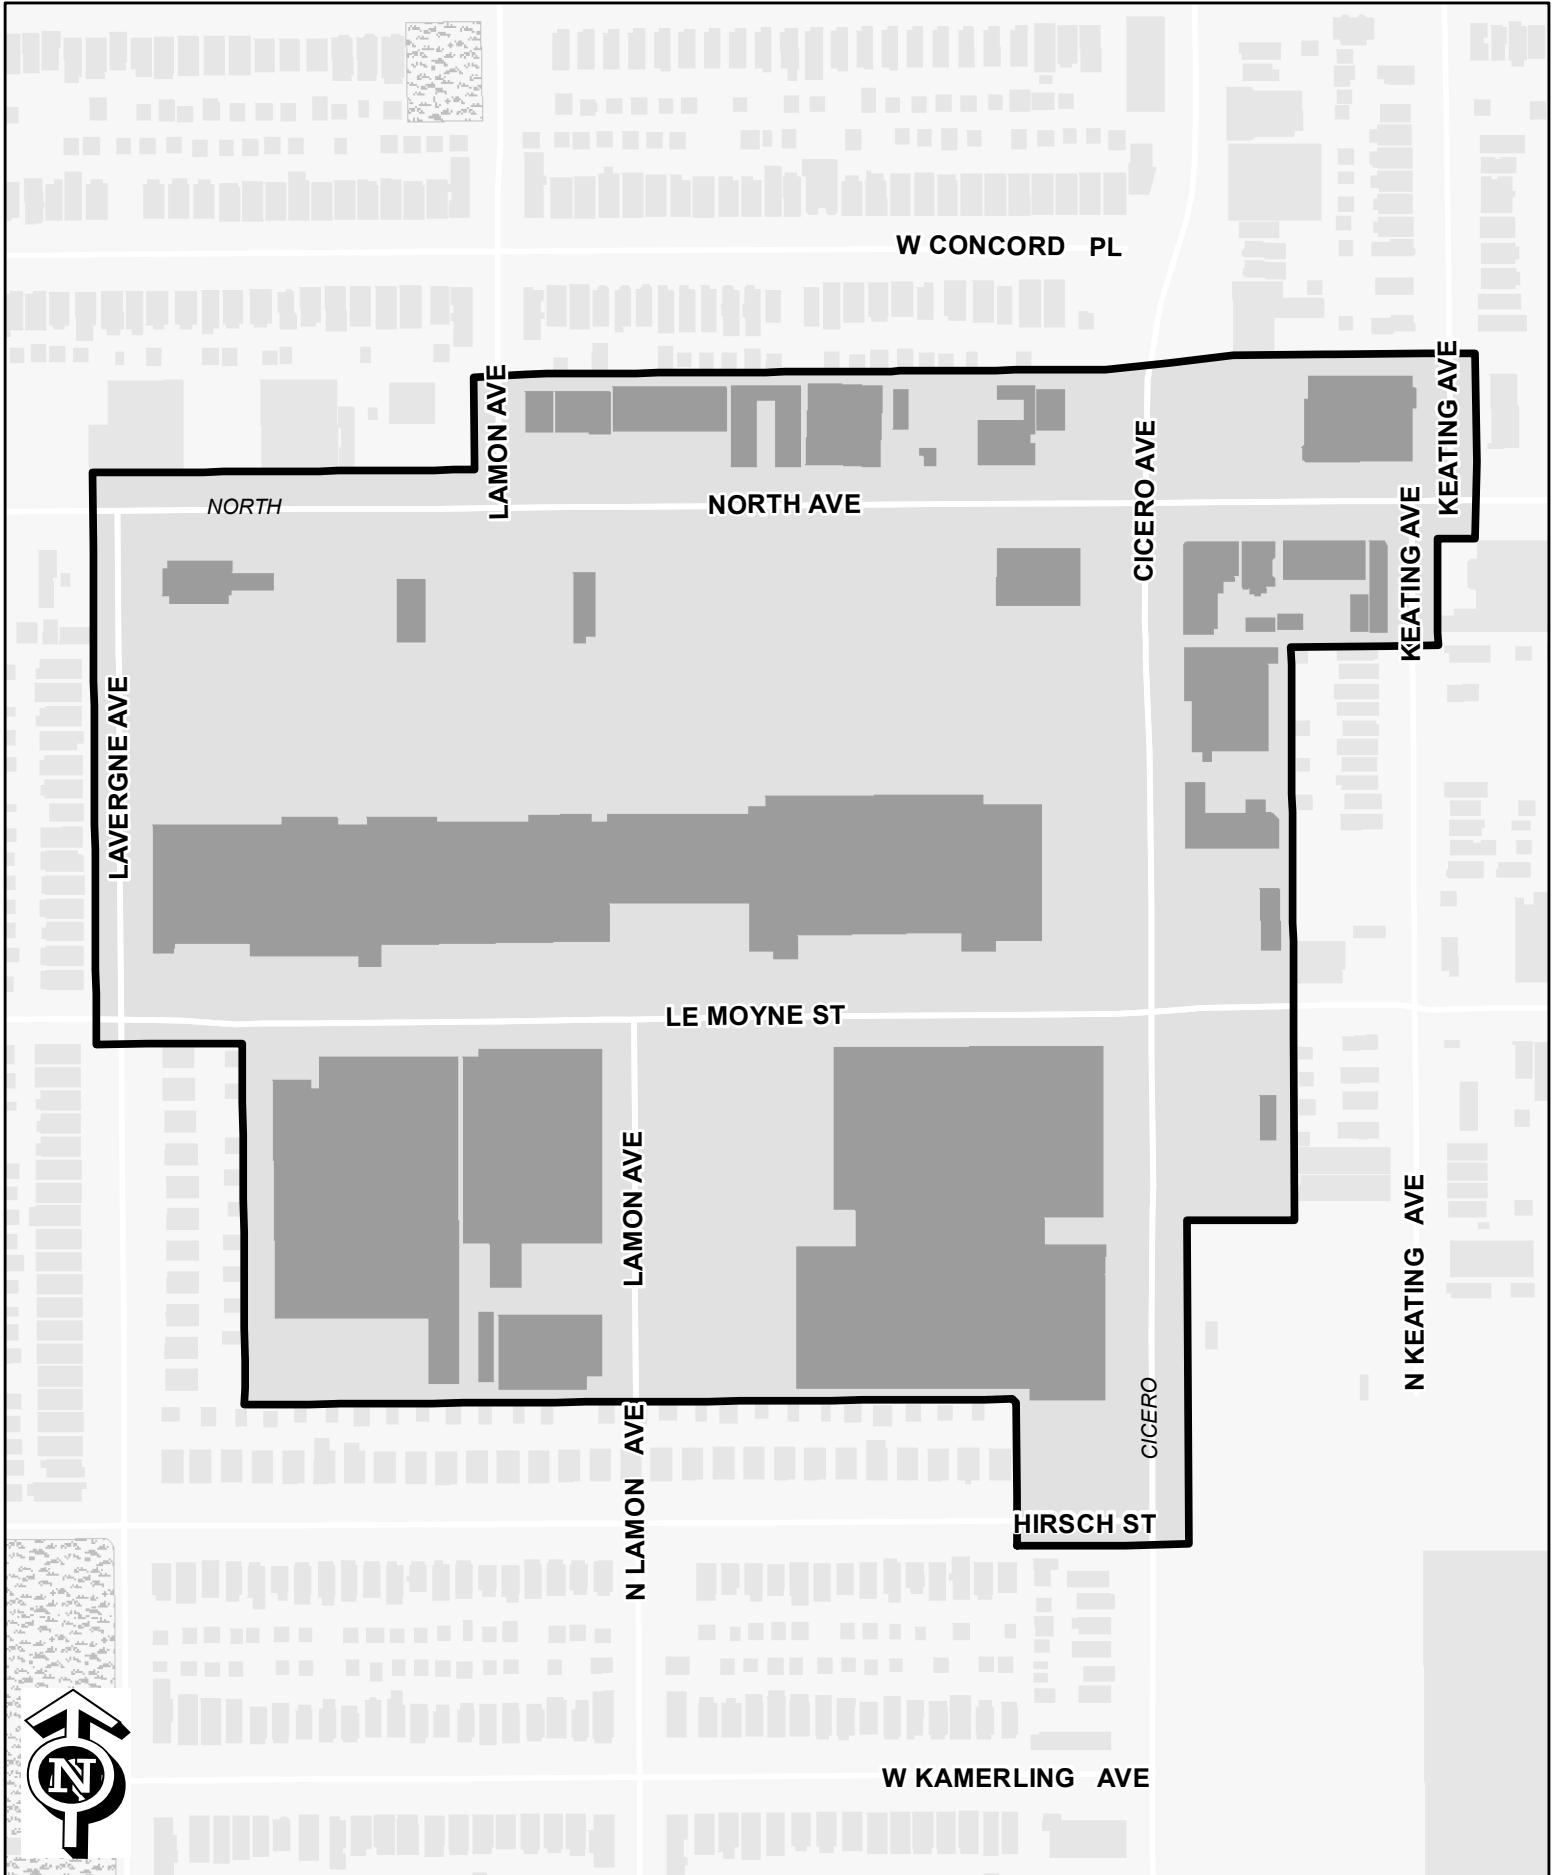 W CONCORD PL
LAMON AVE
KEATING AVE
CICERO AVE
NORTH
NORTH AVE
KEATING AVE
LAVERGNE AVE
LE MOYNE ST
LAMON AVE
N KEATING AVE
CICERO
N LAMON AVE
HIRSCH ST
N
W KAMERLING AVE